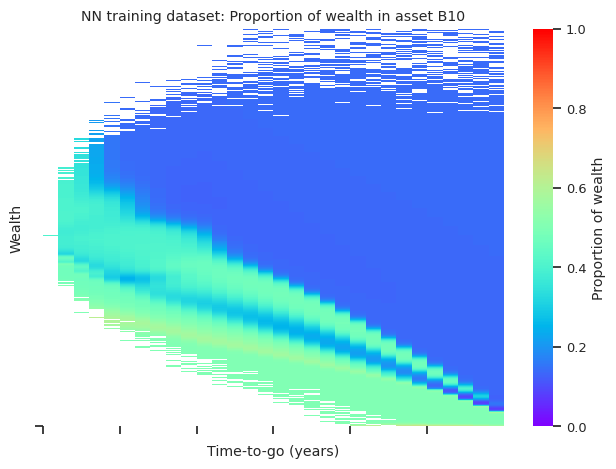 NN training dataset: Proportion of wealth in asset B10
Wealth
Time-to-go (years)
1.0
0.8
0.6
0.4
0.2
0.0
Proportion of wealth